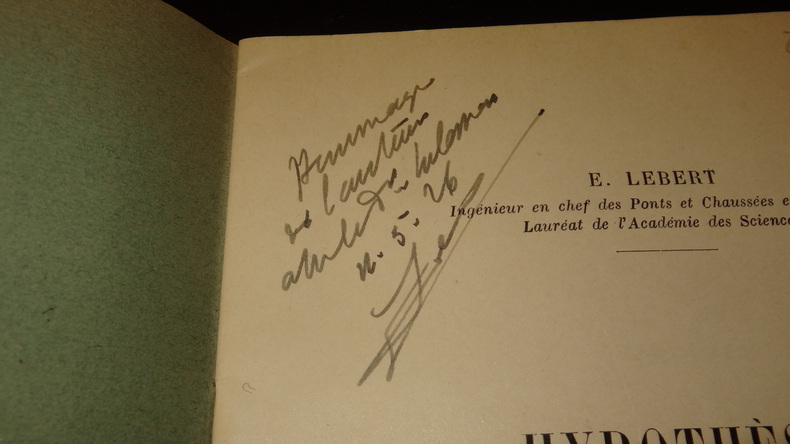 Hommage
de l'auteur
à
11. 5. 26
E. LEBERT
Ingénieur en chef des Ponts et Chaussées e
Lauréat de l'Académie des Science
HYPOTHÈS